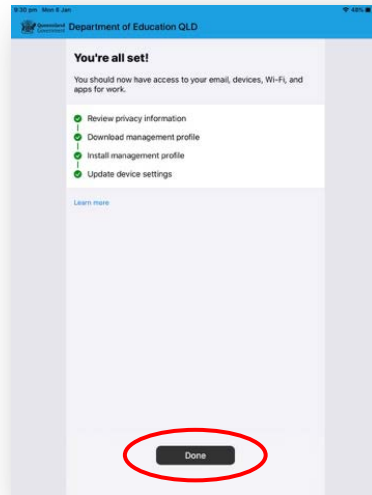 9:30 pm Mon 6 Jan
48%
Queensland Government
Department of Education QLD
You're all set!
You should now have access to your email, devices, Wi-Fi, and
apps for work.
Review privacy information
Download management profile
Install management profile
Update device settings
Learn more
Done